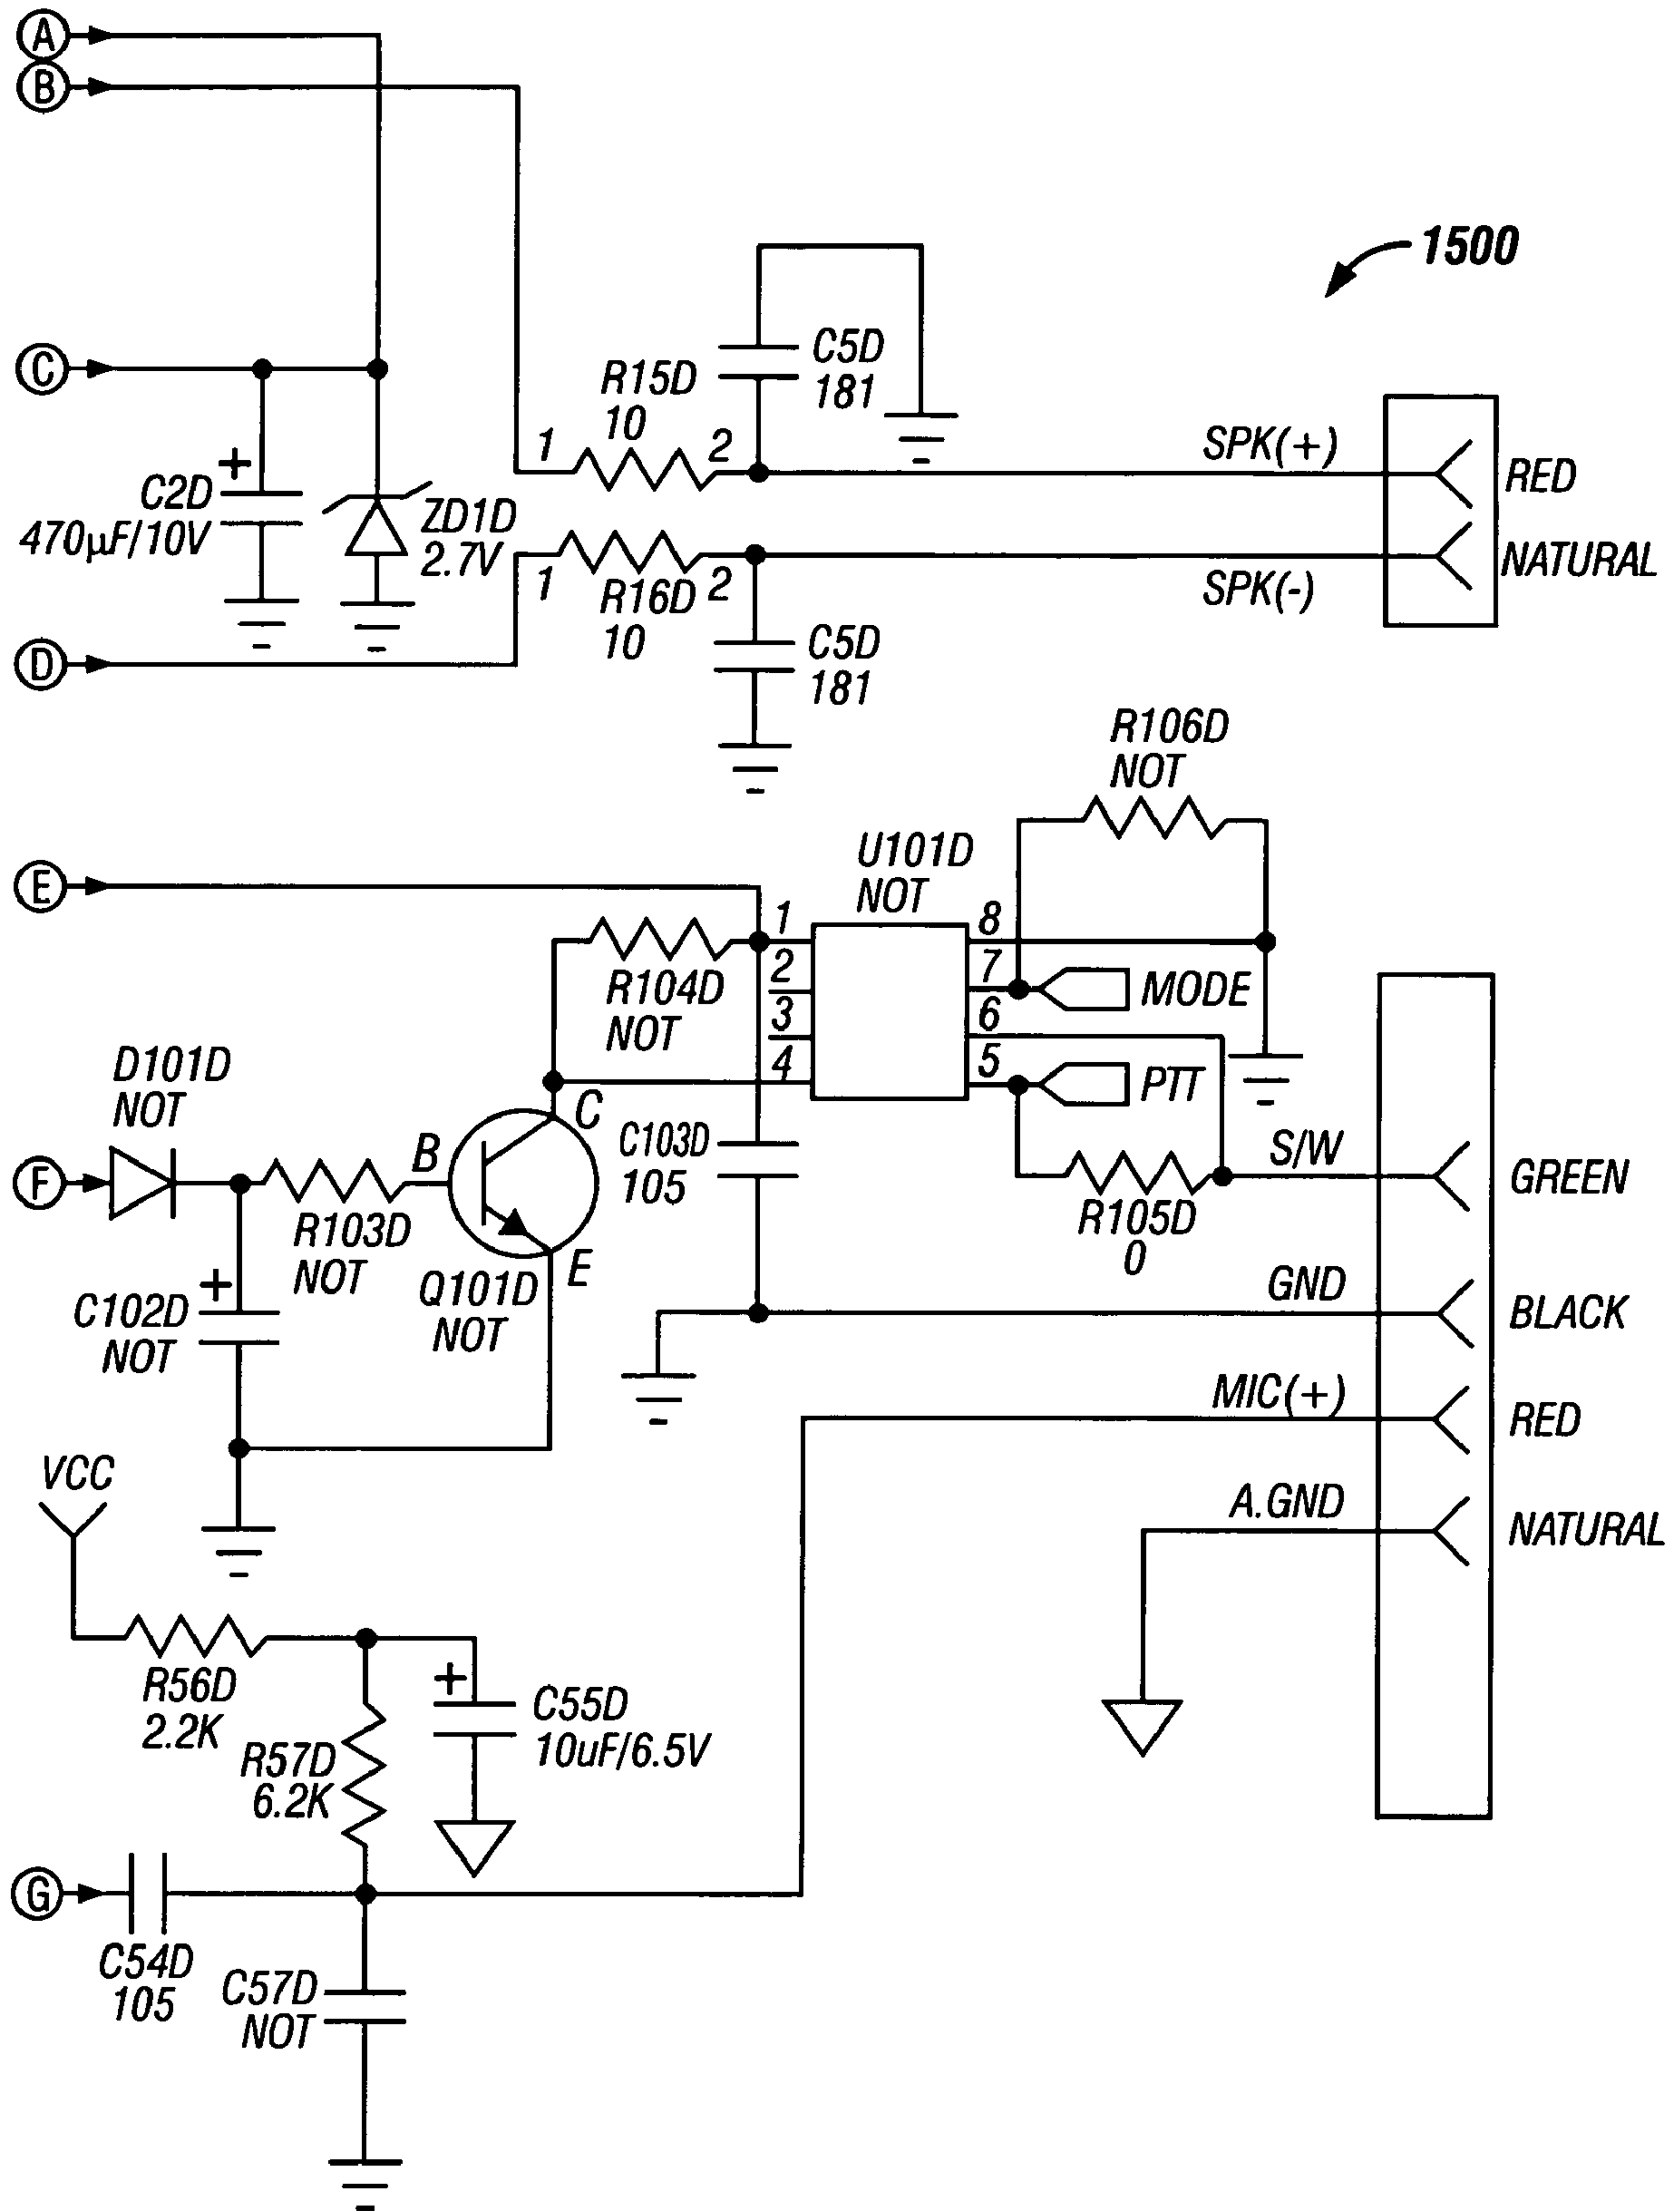 A
B
1500
C
C5D
181
R15D
10
1
2
SPK(+)
RED
+
C2D
470µF/10V
ZD1D
2.7V
1
R16D
10
2
SPK(-)
NATURAL
D
C5D
181
R106D
NOT
E
U101D
NOT
1
2
3
4
8
7
6
5
MODE
PTT
R104D
NOT
D101D
NOT
F
B
C
E
R103D
NOT
Q101D
NOT
C103D
105
S/W
GREEN
R105D
0
+
C102D
NOT
GND
BLACK
MIC(+)
RED
VCC
A.GND
NATURAL
R56D
2.2K
+
C55D
10uF/6.5V
R57D
6.2K
G
C54D
105
C57D
NOT